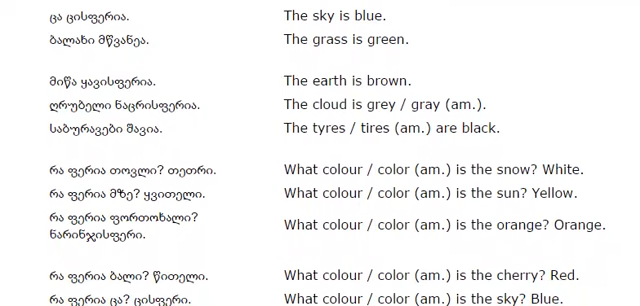 ცა ცისფერია. The sky is blue.
ბალახი მწვანეა. The grass is green.
მიწა ყავისფერია. The earth is brown.
ღრუბელი ნაცრისფერია. The cloud is grey / gray (am.).
საბურავები შავია. The tyres / tires (am.) are black.
რა ფერია თოვლი? თეთრი. What colour / color (am.) is the snow? White.
რა ფერია მზე? ყვითელი. What colour / color (am.) is the sun? Yellow.
რა ფერია ფორთოხალი? What colour / color (am.) is the orange? Orange.
ნარინჯისფერი.
რა ფერია ბალი? წითელი. What colour / color (am.) is the cherry? Red.
რა ფერია ცა? ცისფერი. What colour / color (am.) is the sky? Blue.